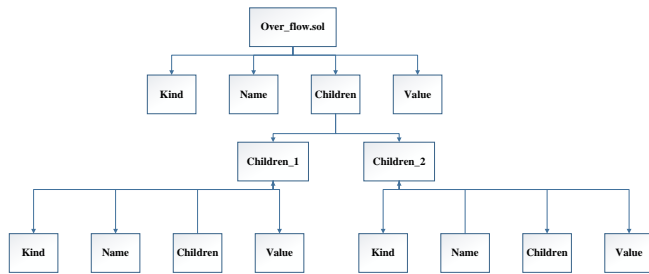 Over_flow.sol
Kind Name Children Value
Children_1 Children_2
Kind Name Children Value Kind Name Children Value